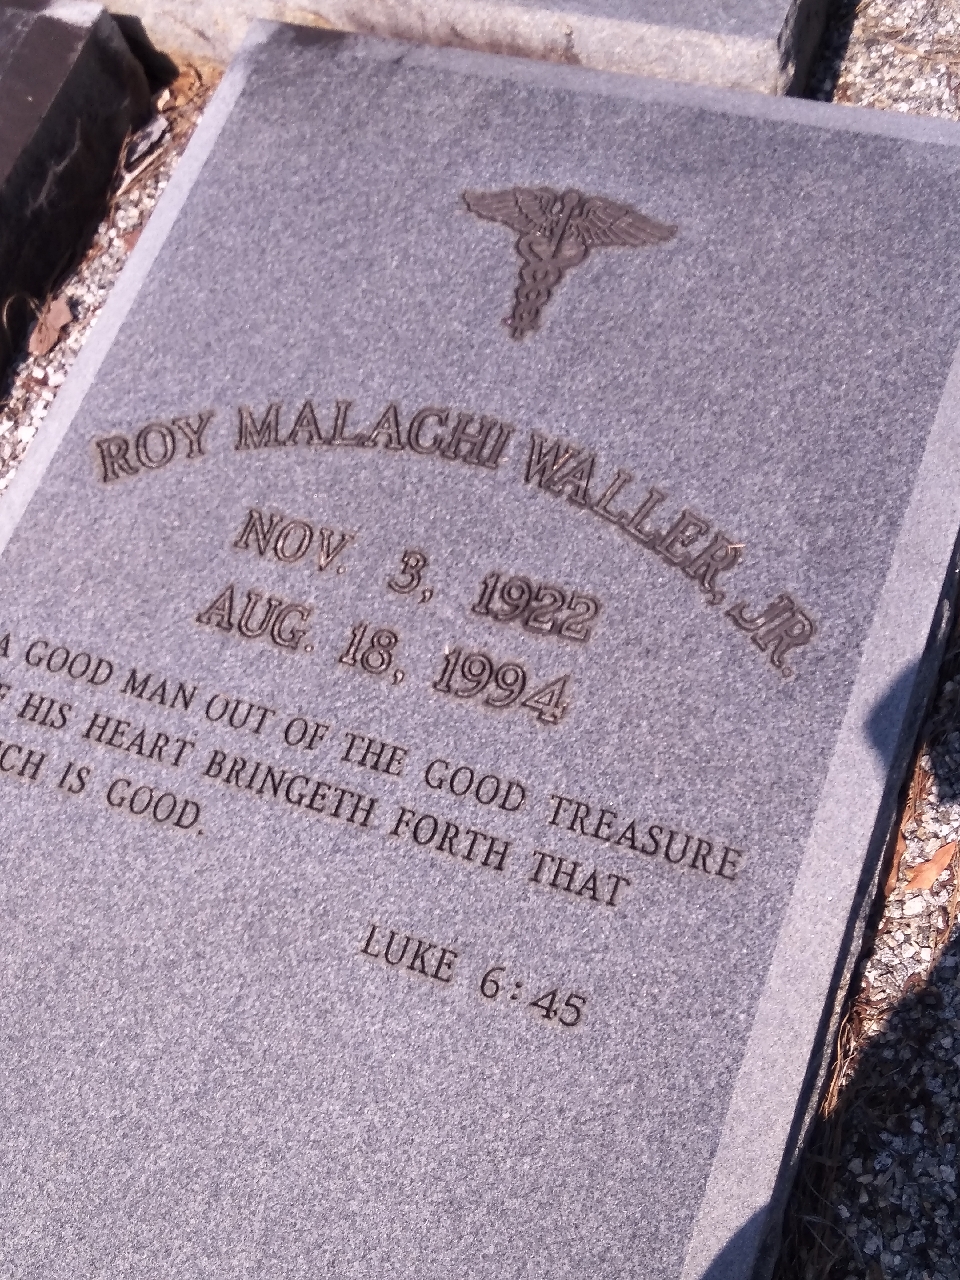 ROY MALACHI WALLER, JR.
NOV. 3, 1922
AUG. 18, 1994
A GOOD MAN OUT OF THE GOOD TREASURE
HIS HEART BRINGETH FORTH THAT
IS GOOD.
LUKE 6:45